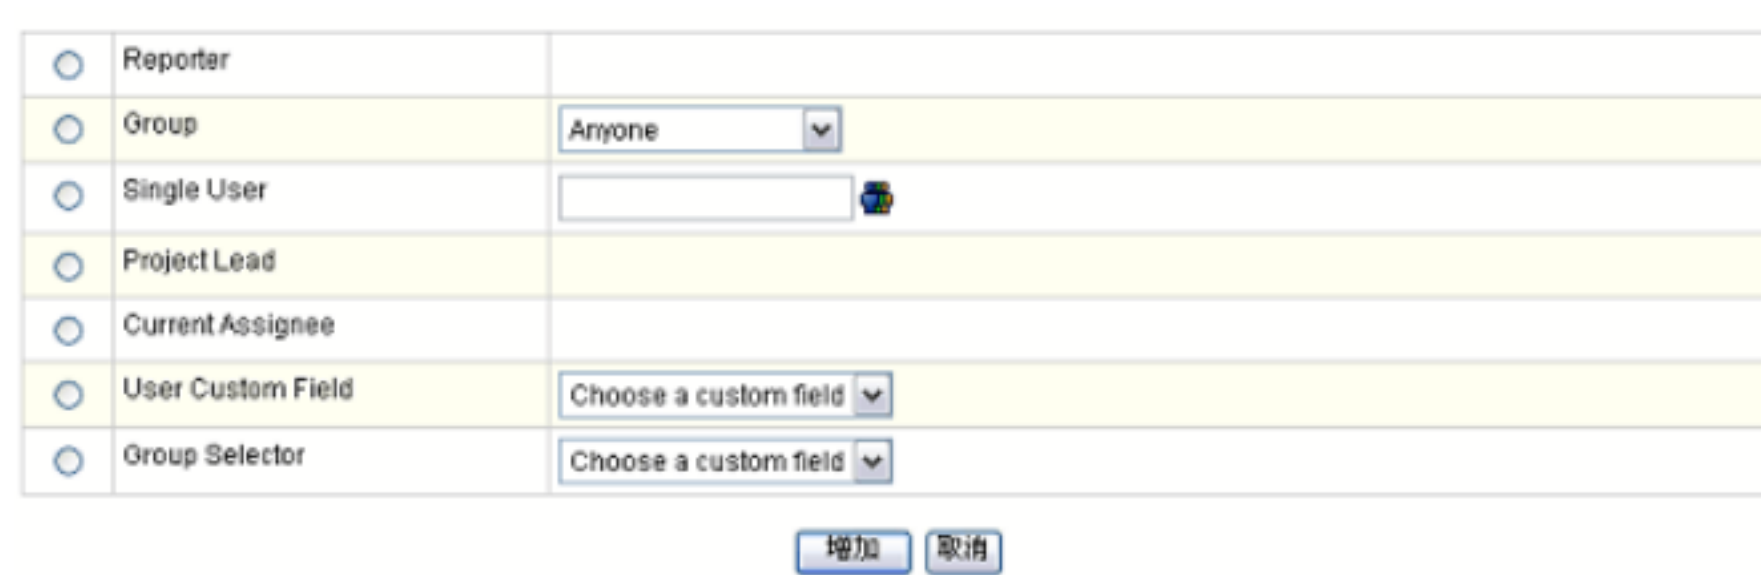 Reporter
Group Anyone
Single User
Project Lead
Current Assignee
User Custom Field Choose a custom field
Group Selector Choose a custom field
增加 取消